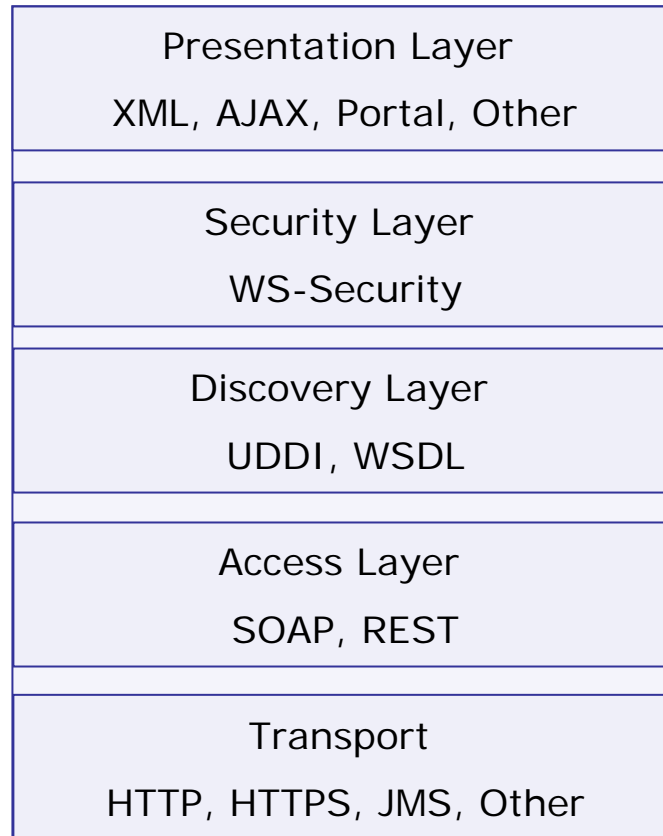 Presentation Layer
XML, AJAX, Portal, Other
Security Layer
WS-Security
Discovery Layer
UDDI, WSDL
Access Layer
SOAP, REST
Transport
HTTP, HTTPS, JMS, Other